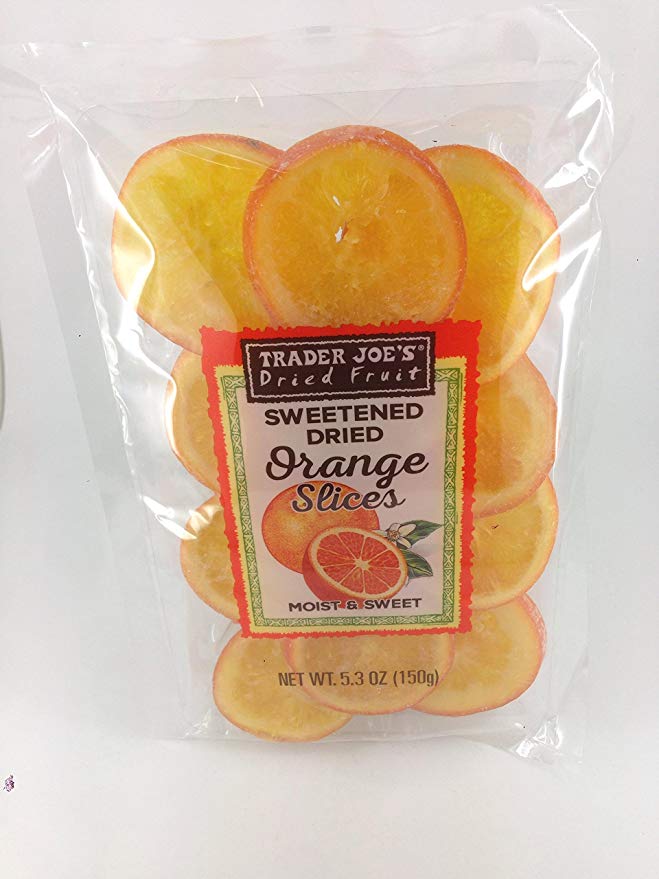 TRADER JOE'S®
Dried Fruit
SWEETENED
DRIED
Orange
Slices
MOIST & SWEET
NET WT. 5.3 OZ (150g)